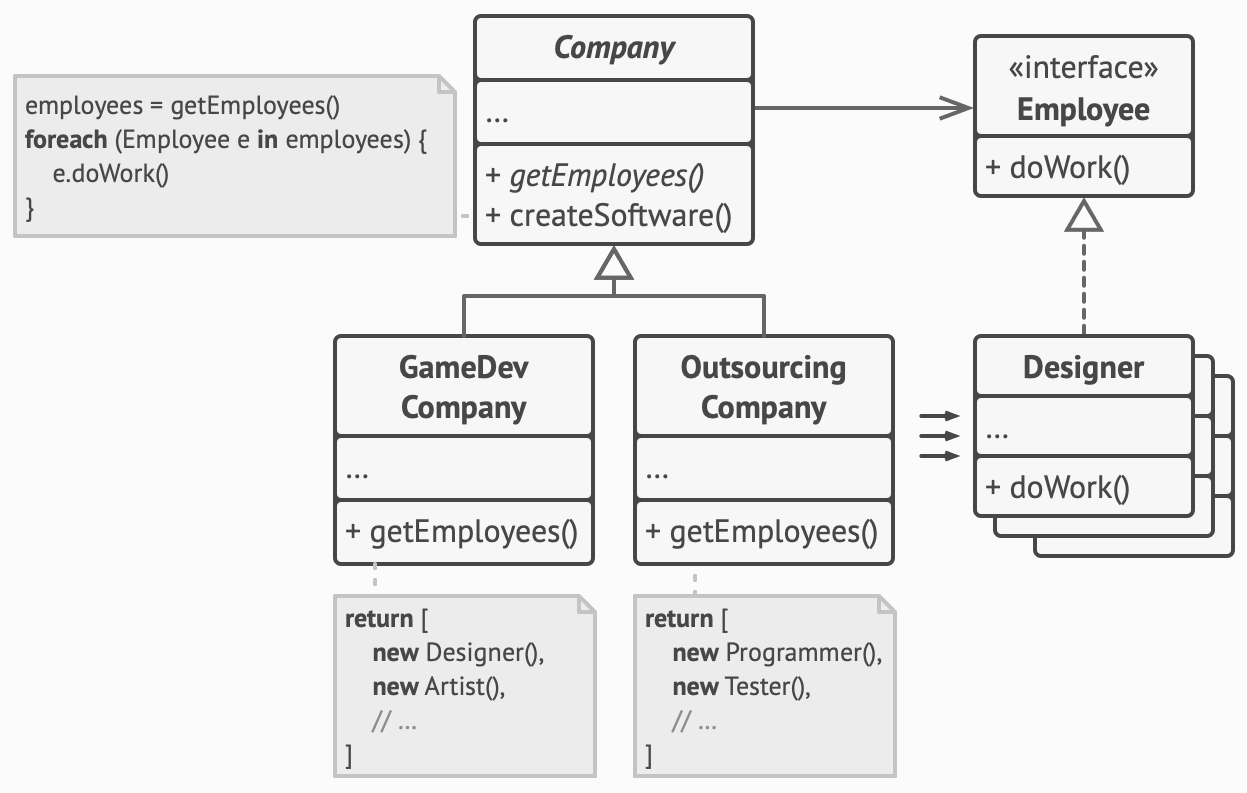 Company
...
+ getEmployees()
+ createSoftware()
employees = getEmployees()
foreach (Employee e in employees) {
e.doWork()
}
«interface»
Employee
+ doWork()
GameDev
Company
...
+ getEmployees()
return [
new Designer(),
new Artist(),
// ...
]
Outsourcing
Company
...
+ getEmployees()
return [
new Programmer(),
new Tester(),
// ...
]
Designer
...
+ doWork()